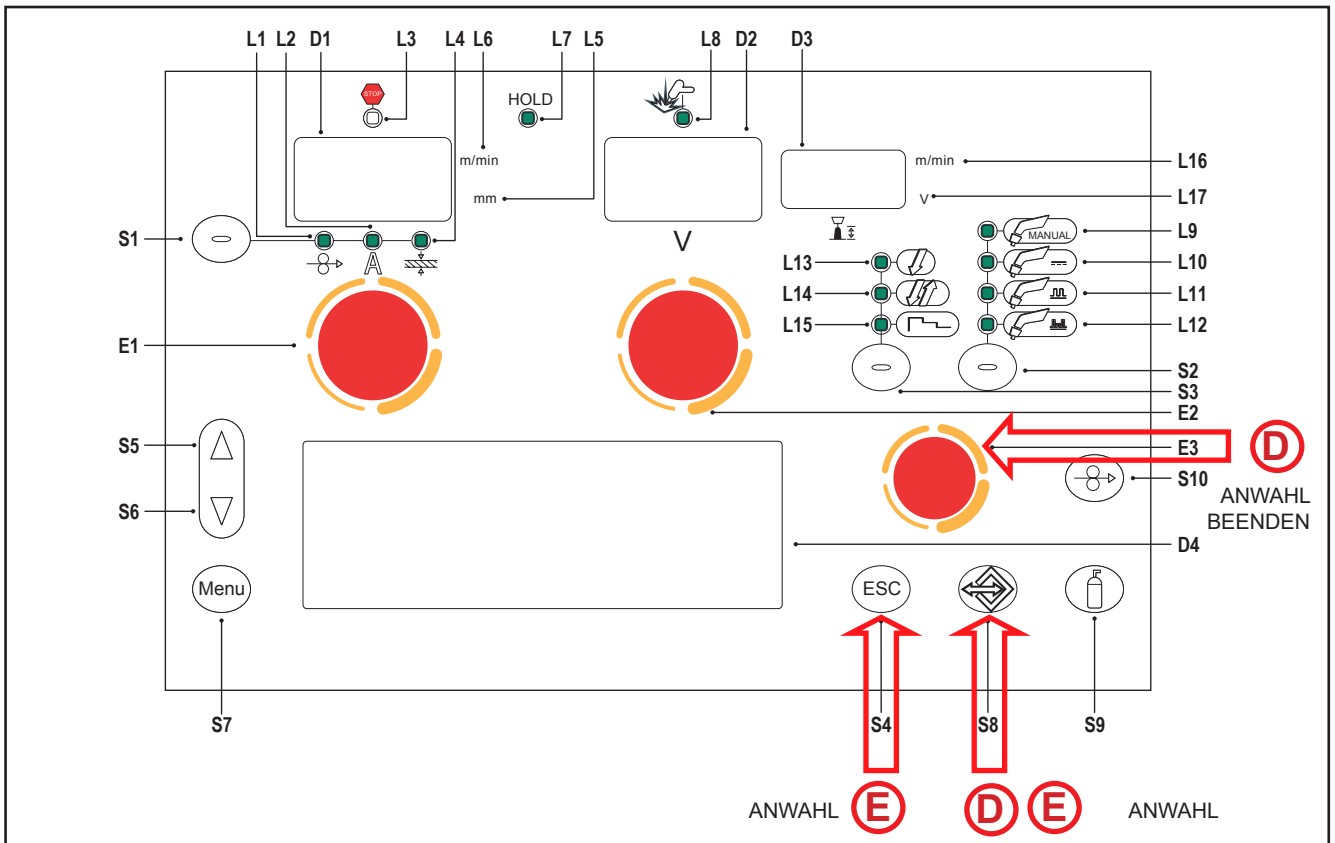 L1 L2 D1 L3 L4 L6 L7 L5 L8 D2 D3
STOP
HOLD
m/min
mm
m/min
L16
V
L17
S1
A
V
MANUAL
L9
L13
L10
L14
L11
L15
L12
E1
S2
S3
E2
S5
E3
D
S6
S10
ANWAHL
BEENDEN
D4
Menu
ESC
S7
S4
S8
S9
ANWAHL
E
D
E
ANWAHL